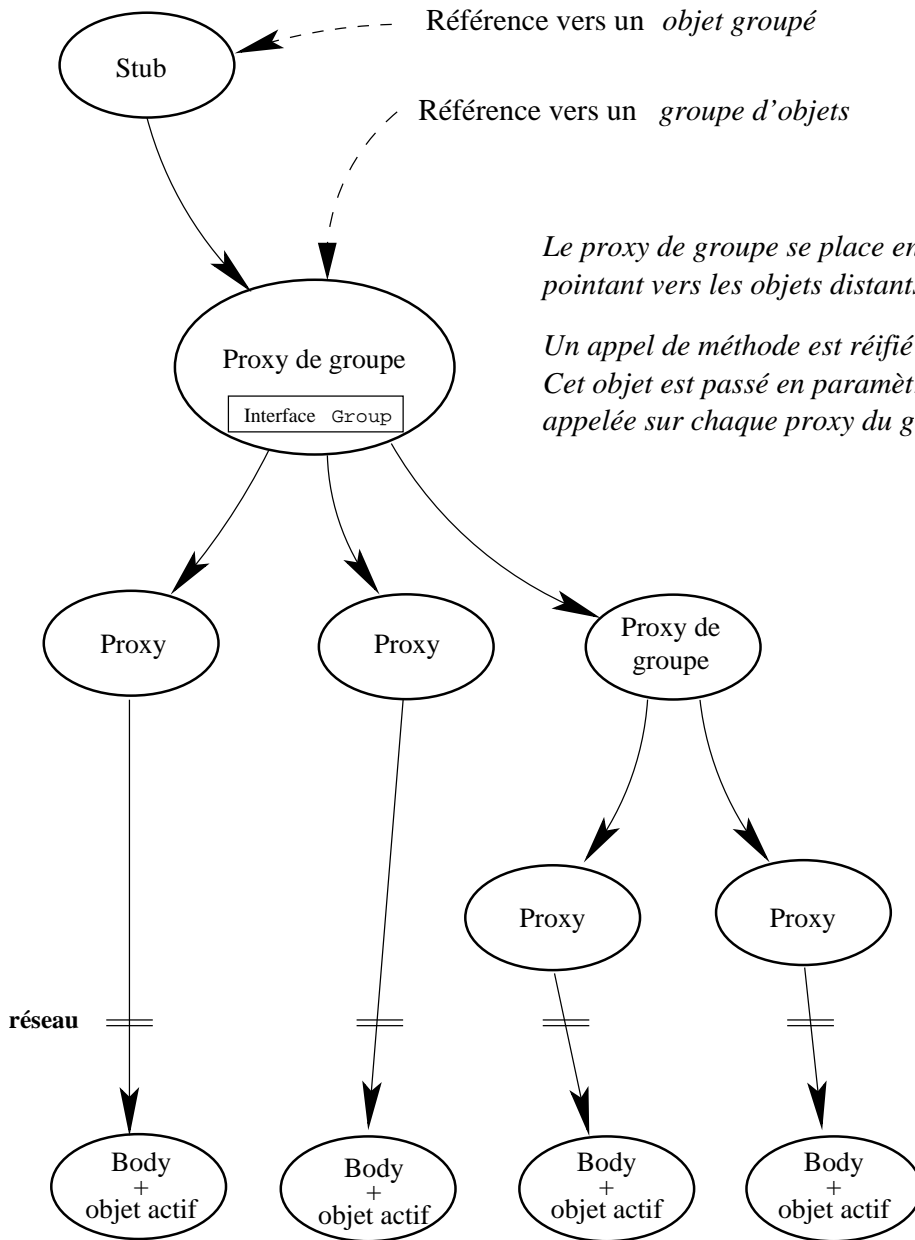 Référence vers un objet groupé
Stub
Référence vers un groupe d'objets
Le proxy de groupe se place en
pointant vers les objets distants
Un appel de méthode est réifié
Cet objet est passé en paramèt
appelée sur chaque proxy du g
Proxy de groupe
Interface Group
Proxy
Proxy
Proxy de
groupe
Proxy
Proxy
réseau
Body
+
objet actif
Body
+
objet actif
Body
+
objet actif
Body
+
objet actif